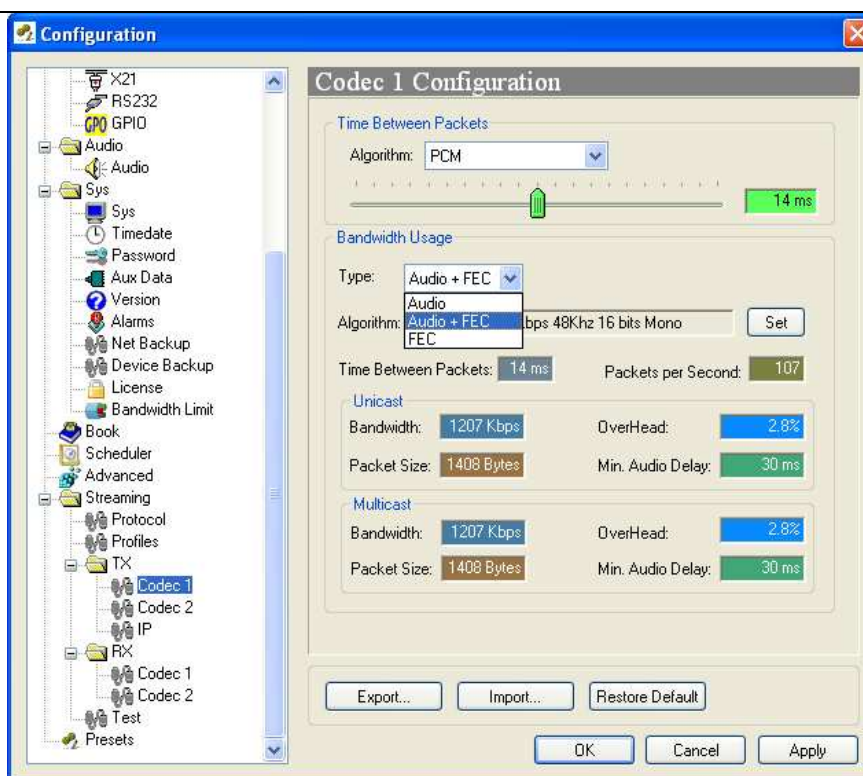 Configuration
X21
RS232
GPO GPIO
Audio
Audio
Sys
Sys
Timedate
Password
Aux Data
Version
Alarms
Net Backup
Device Backup
License
Bandwidth Limit
Book
Scheduler
Advanced
Streaming
Protocol
Profiles
TX
Codec 1
Codec 2
IP
RX
Codec 1
Codec 2
Test
Presets
Codec 1 Configuration
Time Between Packets
Algorithm: PCM
14 ms
Bandwidth Usage
Type: Audio + FEC
Audio
Audio + FEC
FEC
Algorithm: bps 48Khz 16 bits Mono Set
Time Between Packets: 14 ms Packets per Second: 107
Unicast
Bandwidth: 1207 Kbps OverHead: 2.8%
Packet Size: 1408 Bytes Min. Audio Delay: 30 ms
Multicast
Bandwidth: 1207 Kbps OverHead: 2.8%
Packet Size: 1408 Bytes Min. Audio Delay: 30 ms
Export... Import... Restore Default
OK Cancel Apply